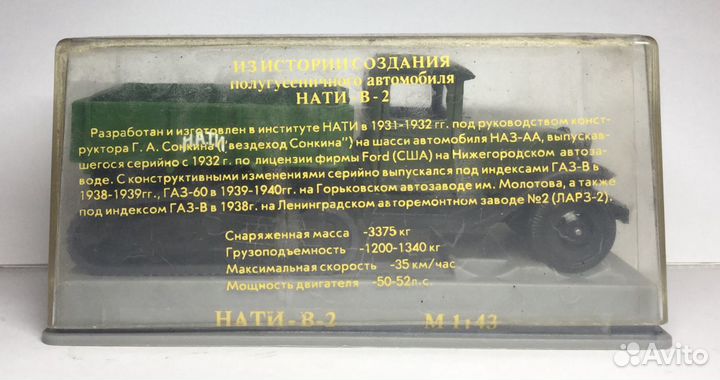 ИЗ ИСТОРИИ СОЗДАНИЯ
полугусеничного автомобиля
НАТИ, В-2
Разработан и изготовлен в институте НАТИ в 1931-1932 гг. под руководством конст-
руктора Г. А. Сонкина ("вездеход Сонкина") на шасси автомобиля НАЗ-АА, выпускав-
шегося серийно с 1932 г. по лицензии фирмы Ford (США) на Нижегородском автоза-
воде. С конструктивными изменениями серийно выпускался под индексами ГАЗ-В в
1938-1939гг., ГАЗ-60 в 1939-1940гг. на Горьковском автозаводе им. Молотова, а также
под индексом ГАЗ-В в 1938г. на Ленинградском авторемонтном заводе №2 (ЛАРЗ-2).
НАТИ
Снаряженная масса -3375 кг
Грузоподъемность -1200-1340 кг
Максимальная скорость -35 км/час
Мощность двигателя -50-52л.с.
НАТИ-В-2 М 1:43
Avito